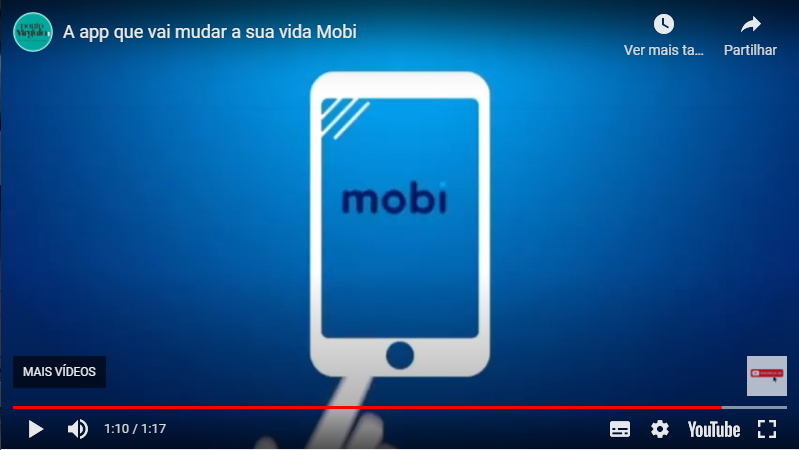 A app que vai mudar a sua vida Mobi
Ver mais ta...
Partilhar
mobi
MAIS VÍDEOS
1:10 / 1:17
YouTube